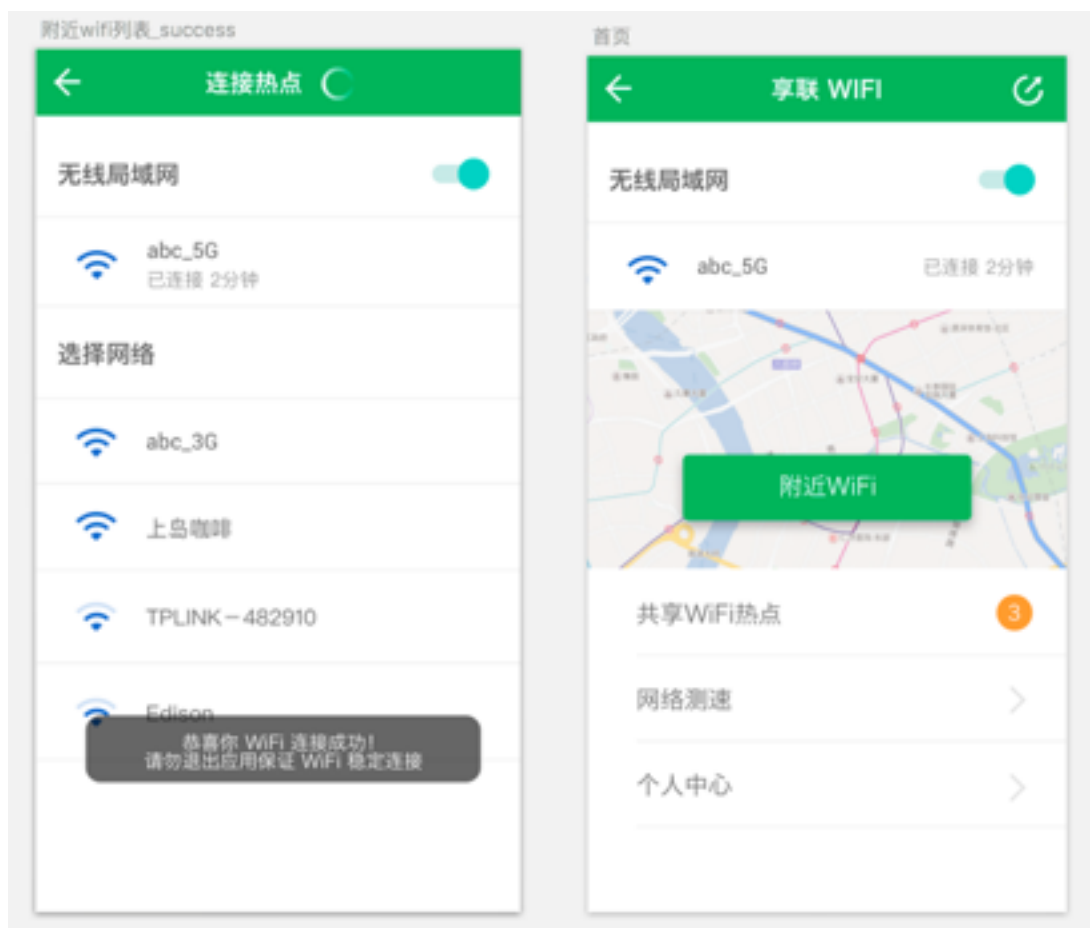 附近wifi列表_success
连接热点
无线局域网
abc_5G
已连接 2分钟
选择网络
abc_3G
上岛咖啡
TPLINK－482910
Edison
恭喜你 WiFi 连接成功!
请勿退出应用保证 WiFi 稳定连接
首页
享联 WIFI
无线局域网
abc_5G
已连接 2分钟
附近WiFi
共享WiFi热点
3
网络测速
个人中心